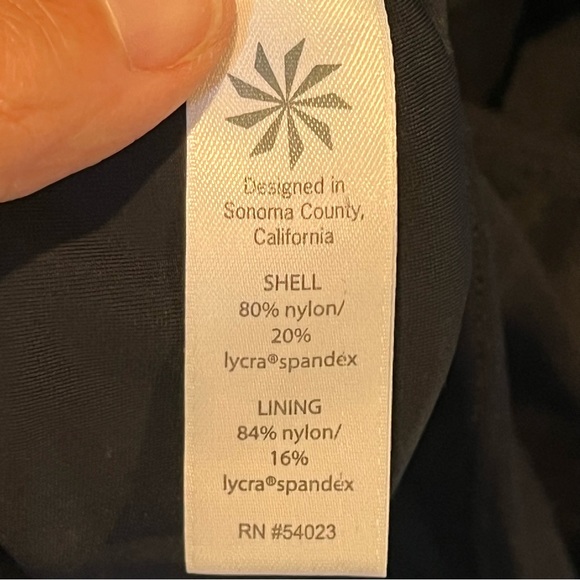 Designed in
Sonoma County,
California
SHELL
80% nylon/
20%
lycra®spandex
LINING
84% nylon/
16%
lycra®spandex
RN #54023